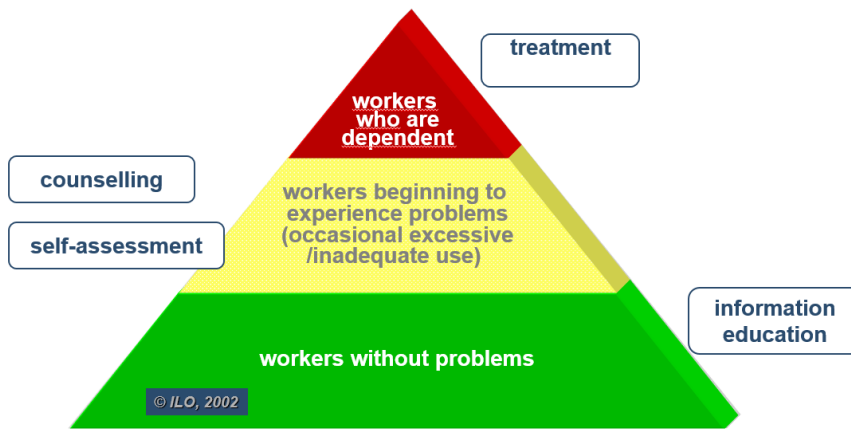 treatment
workers
who are
dependent
counselling
workers beginning to
experience problems
(occasional excessive
/inadequate use)
self-assessment
information
education
workers without problems
© ILO, 2002